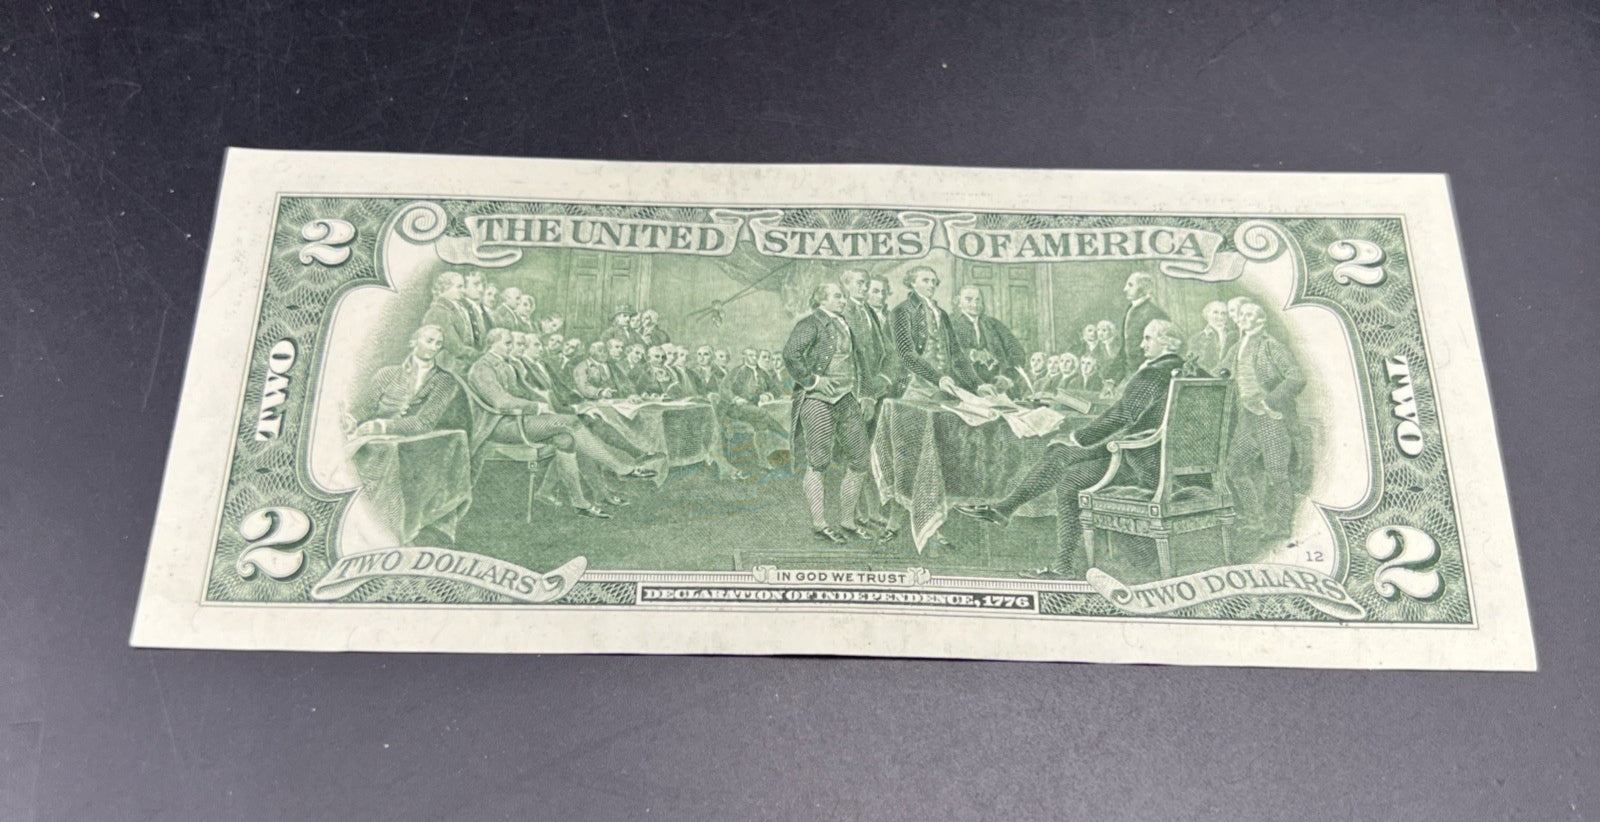 2 THE UNITED STATES OF AMERICA 2
TWO TWO
2 2
12
TWO DOLLARS IN GOD WE TRUST TWO DOLLARS
DECLARATION OF INDEPENDENCE, 1776